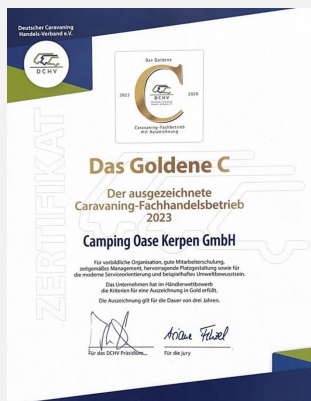 Deutscher Caravaning
Handels-Verband e.V.
DCHV
Das Goldene
2023
C
2026
DCHV
Caravaning-Fachbetrieb
mit Auszeichnung
ZERTIFIKAT
Das Goldene C
Der ausgezeichnete
Caravaning-Fachhandelsbetrieb
2023
Camping Oase Kerpen GmbH
Für vorbildliche Organisation, gute Mitarbeiterschulung,
zeitgemäßes Management, hervorragende Platzgestaltung sowie für
die moderne Serviceorientierung und beispielhaftes Umweltbewusstsein.
Das Unternehmen hat im Händlerwettbewerb
die Kriterien für eine Auszeichnung in Gold erfüllt.
Die Auszeichnung gilt für die Dauer von drei Jahren.
Für das DCHV Präsidium
Für die Jury